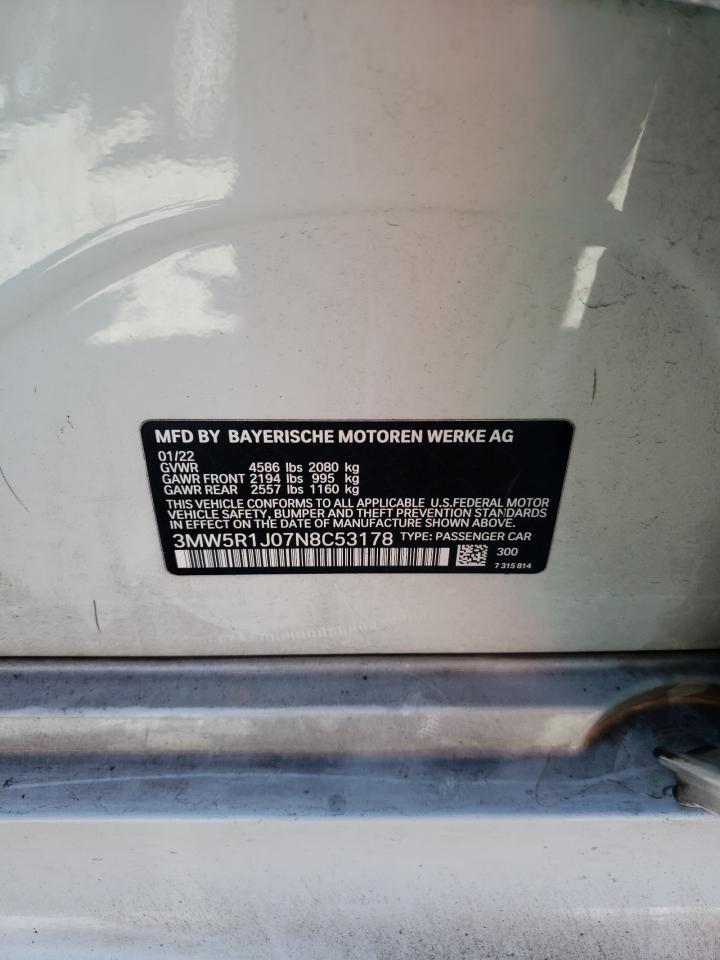 MFD BY BAYERISCHE MOTOREN WERKE AG
01/22
GVWR 4586 lbs 2080 kg
GAWR FRONT 2194 lbs 995 kg
GAWR REAR 2557 lbs 1160 kg
THIS VEHICLE CONFORMS TO ALL APPLICABLE U.S.FEDERAL MOTOR
VEHICLE SAFETY, BUMPER AND THEFT PREVENTION STANDARDS
IN EFFECT ON THE DATE OF MANUFACTURE SHOWN ABOVE.
3MW5R1J07N8C53178 TYPE: PASSENGER CAR
300
7 315 814